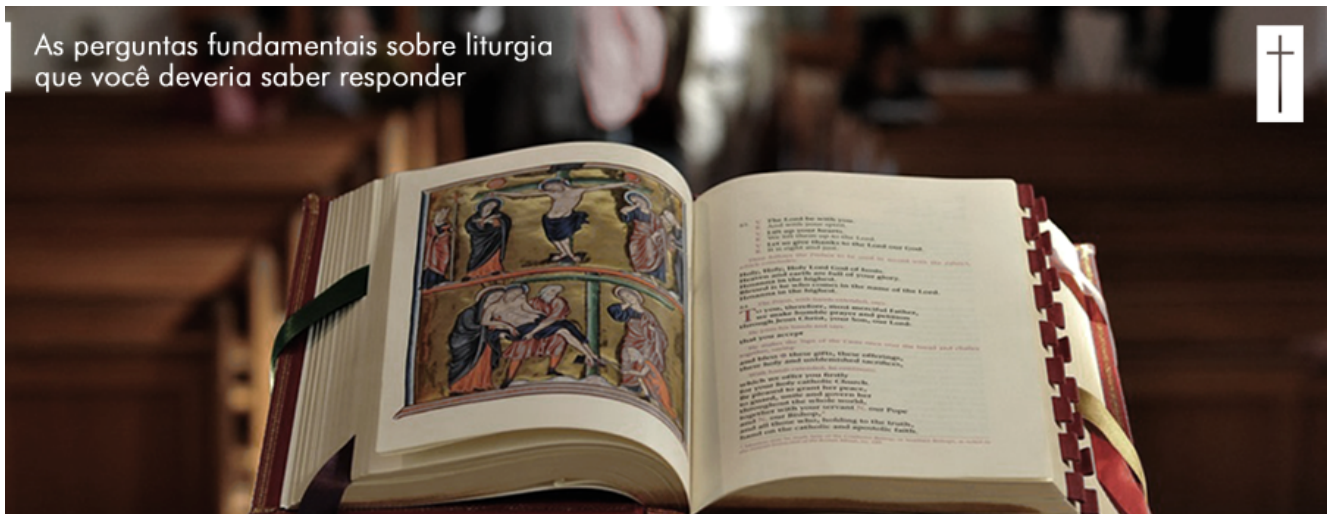 As perguntas fundamentais sobre liturgia
que você deveria saber responder
The Lord be with you.
And with your spirit.
Lift up your hearts.
We lift them up to the Lord.
Let us give thanks to the Lord our God.
It is right and just.
Holy, Holy, Holy Lord God of hosts.
Heaven and earth are full of your glory.
Hosanna in the highest.
Blessed is he who comes in the name of the Lord.
Hosanna in the highest.
To you, therefore, most merciful Father,
we make humble prayer and petition
through Jesus Christ, your Son, our Lord:
that you accept
and bless these gifts, these offerings,
these holy and unblemished sacrifices,
which we offer you firstly
for your holy catholic Church.
Be pleased to grant her peace,
to guard, unite and govern her
throughout the whole world,
together with your servant N. our Pope
and N. our Bishop,
and all those who, holding to the truth,
hand on the catholic and apostolic faith.